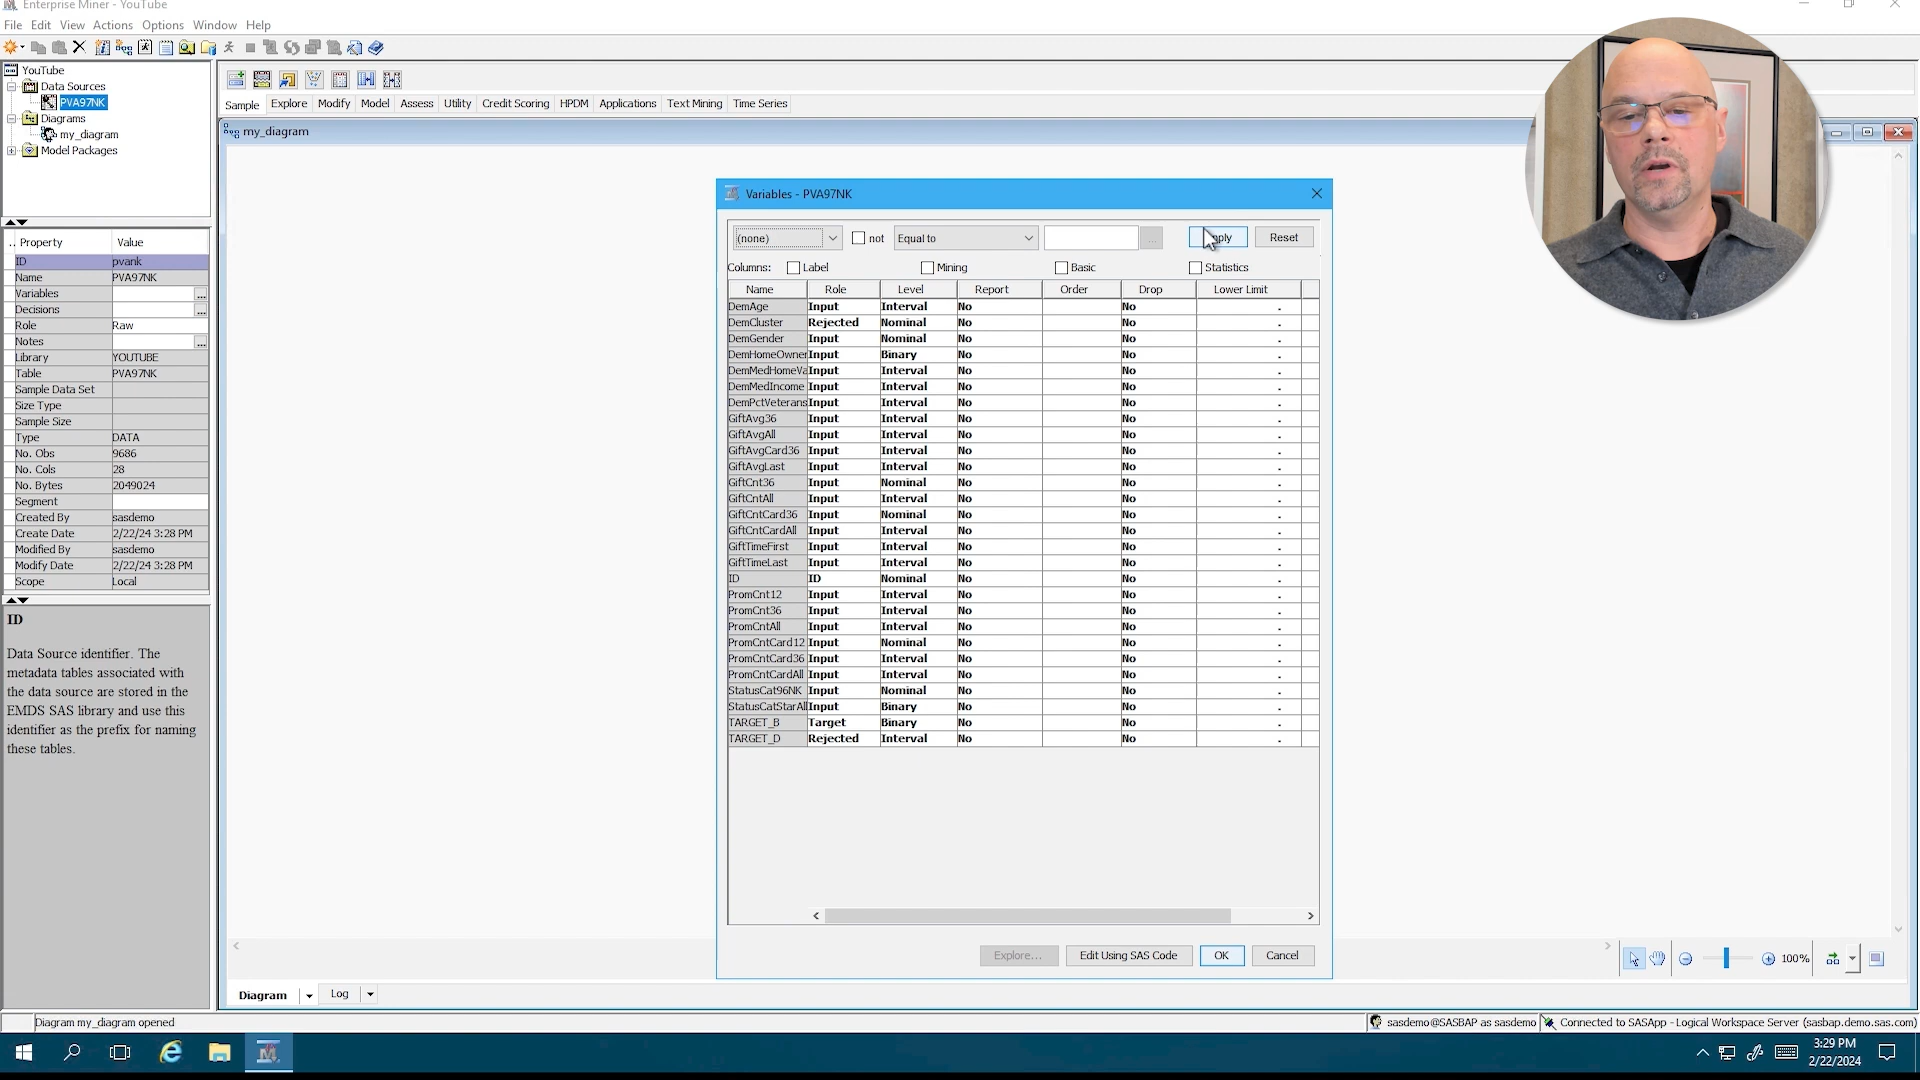 Enterprise Miner - YouTube
File Edit View Actions Options Window Help
YouTube
Data Sources
PVA97NK
Diagrams
my_diagram
Model Packages
Sample Explore Modify Model Assess Utility Credit Scoring HPDM Applications Text Mining Time Series
my_diagram
.. Property Value
ID pvank
Name PVA97NK
Variables ...
Decisions ...
Role Raw
Notes ...
Library YOUTUBE
Table PVA97NK
Sample Data Set
Size Type
Sample Size
Type DATA
No. Obs 9686
No. Cols 28
No. Bytes 2049024
Segment
Created By sasdemo
Create Date 2/22/24 3:28 PM
Modified By sasdemo
Modify Date 2/22/24 3:28 PM
Scope Local
ID
Data Source identifier. The
metadata tables associated with
the data source are stored in the
EMDS SAS library and use this
identifier as the prefix for naming
these tables.
Variables - PVA97NK
(none) not Equal to ... Reset
Columns: Label Mining Basic Statistics
Name Role Level Report Order Drop Lower Limit
DemAge Input Interval No No .
DemCluster Rejected Nominal No No .
DemGender Input Nominal No No .
DemHomeOwner Input Binary No No .
DemMedHomeVa Input Interval No No .
DemMedIncome Input Interval No No .
DemPctVeterans Input Interval No No .
GiftAvg36 Input Interval No No .
GiftAvgAll Input Interval No No .
GiftAvgCard36 Input Interval No No .
GiftAvgLast Input Interval No No .
GiftCnt36 Input Nominal No No .
GiftCntAll Input Interval No No .
GiftCntCard36 Input Nominal No No .
GiftCntCardAll Input Interval No No .
GiftTimeFirst Input Interval No No .
GiftTimeLast Input Interval No No .
ID ID Nominal No No .
PromCnt12 Input Interval No No .
PromCnt36 Input Interval No No .
PromCntAll Input Interval No No .
PromCntCard12 Input Nominal No No .
PromCntCard36 Input Interval No No .
PromCntCardAll Input Interval No No .
StatusCat96NK Input Nominal No No .
StatusCatStarAll Input Binary No No .
TARGET_B Target Binary No No .
TARGET_D Rejected Interval No No .
Explore... Edit Using SAS Code OK Cancel
100%
Diagram Log
Diagram my_diagram opened
sasdemo@SASBAP as sasdemo Connected to SASApp - Logical Workspace Server (sasbap.demo.sas.com)
3:29 PM
2/22/2024